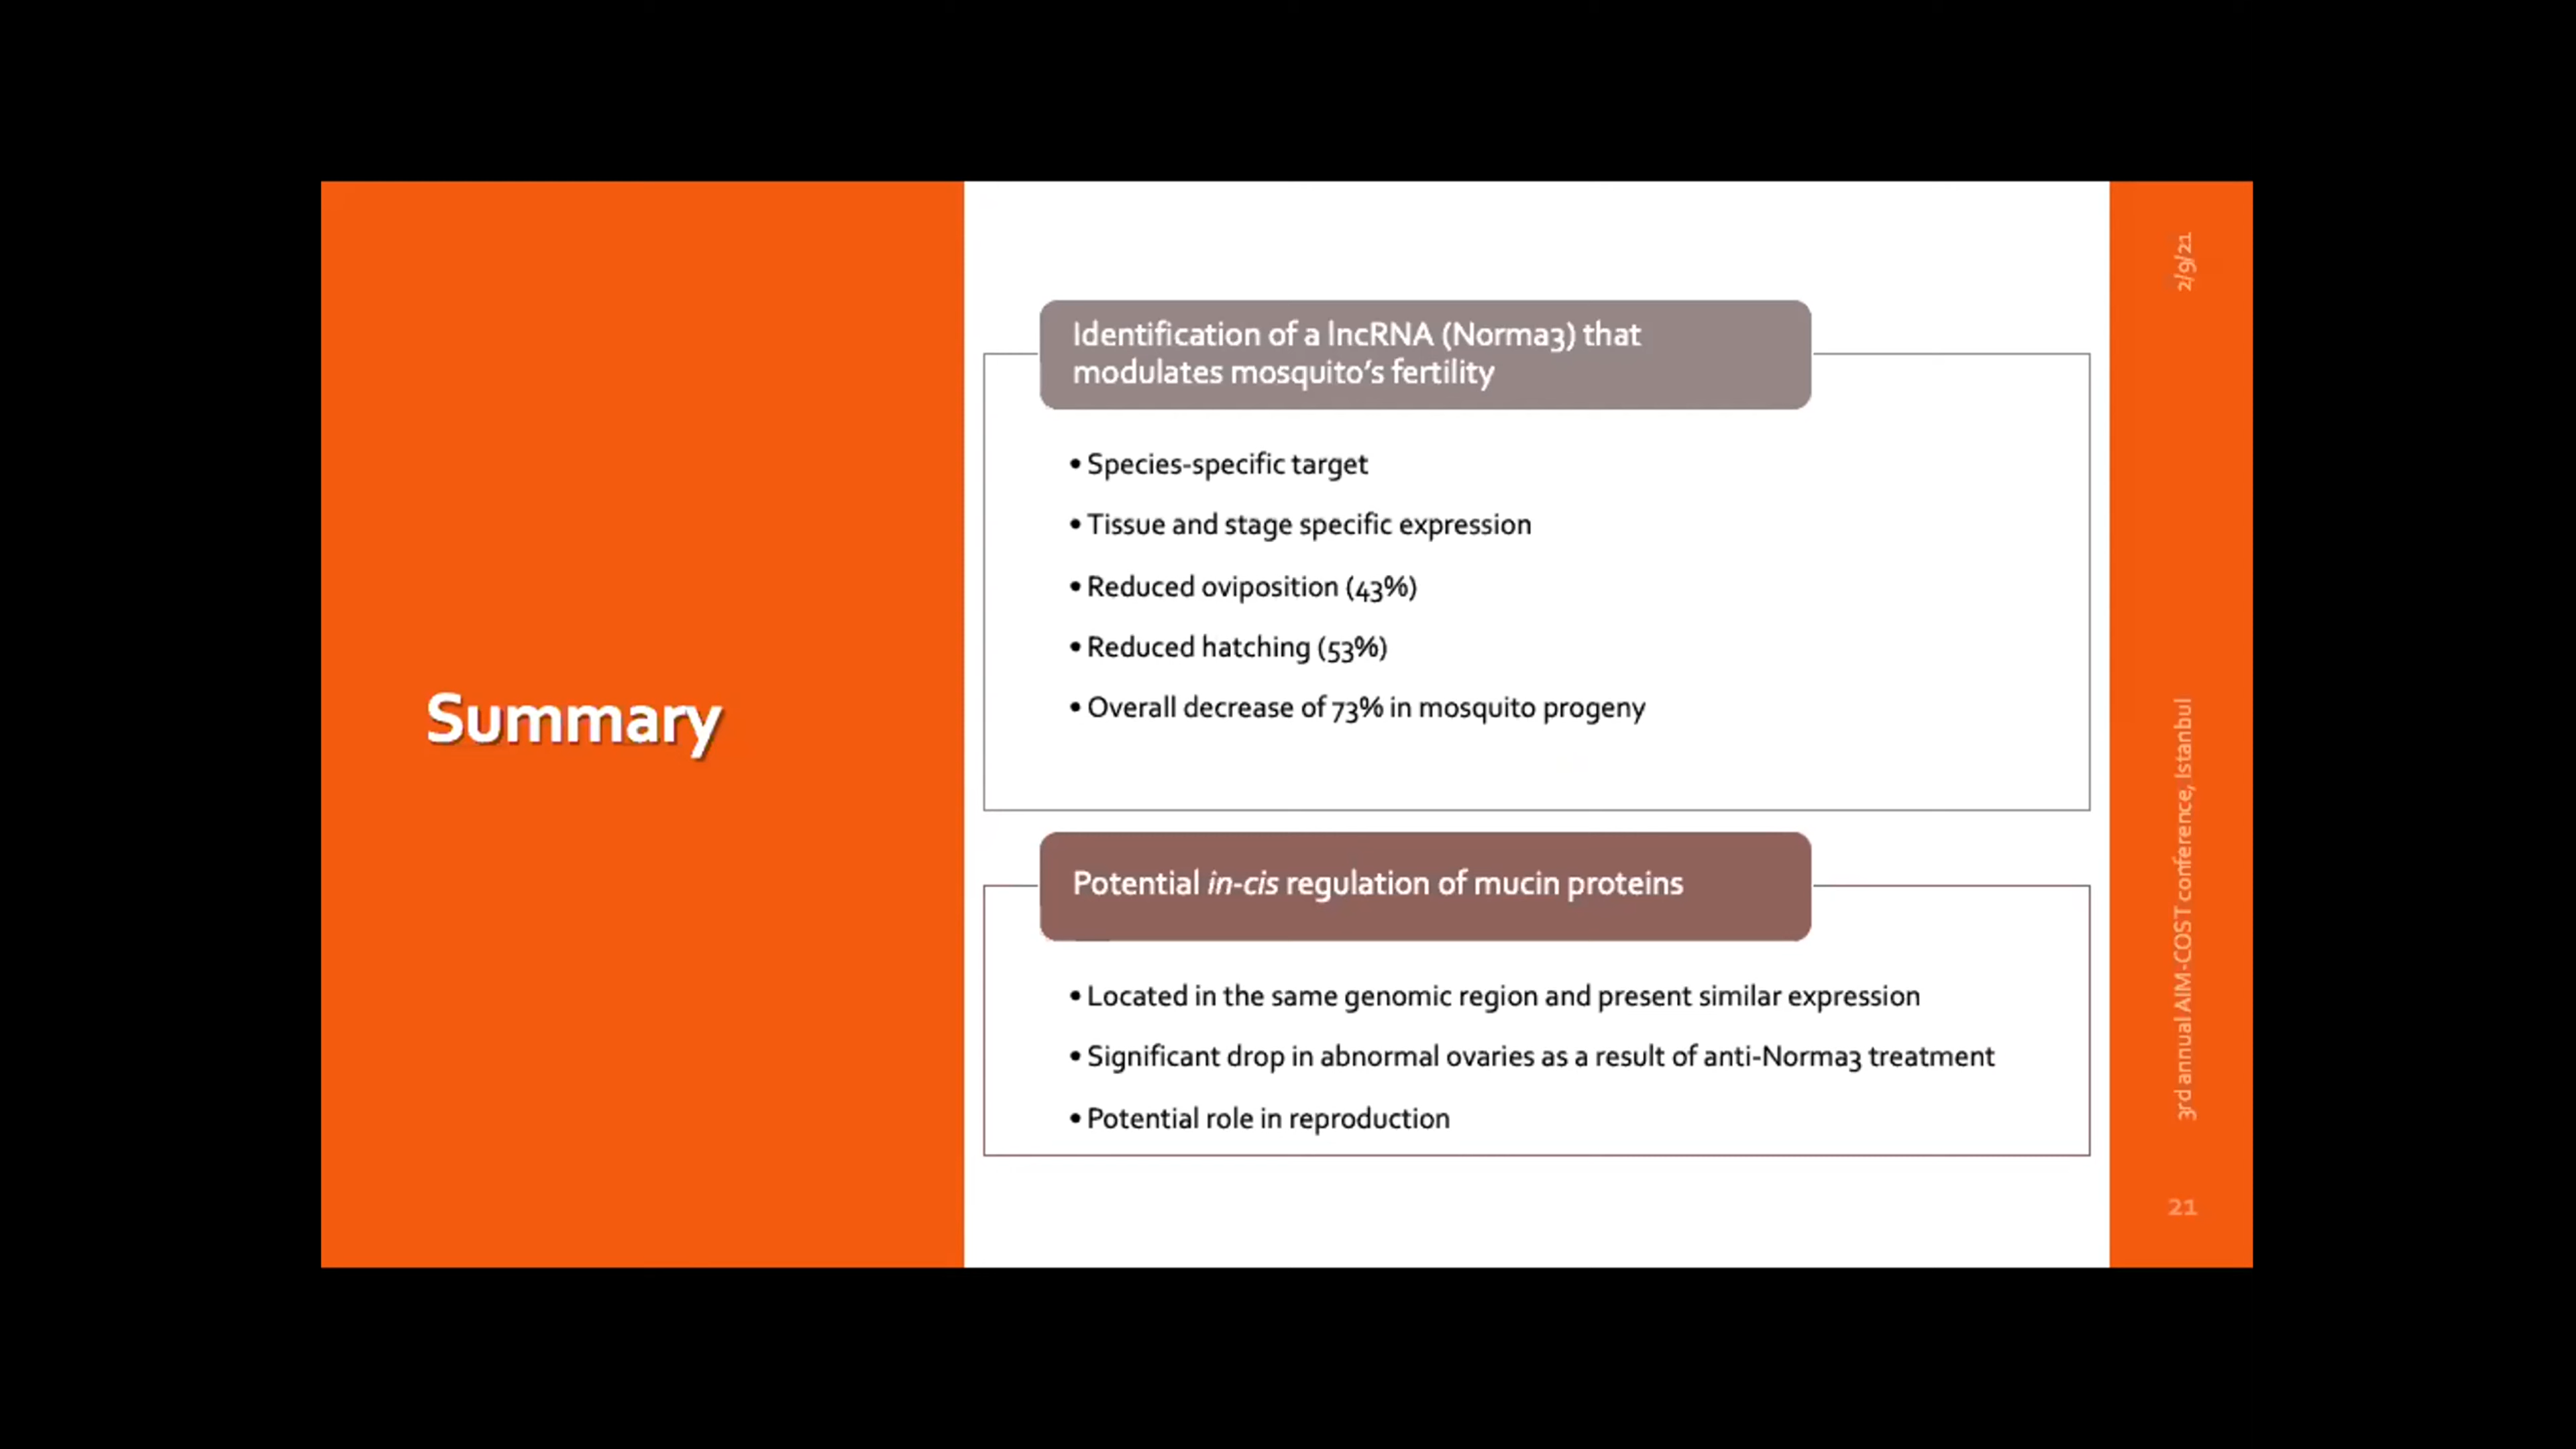 Summary
Identification of a lncRNA (Norma3) that
modulates mosquito's fertility
• Species-specific target
• Tissue and stage specific expression
• Reduced oviposition (43%)
• Reduced hatching (53%)
• Overall decrease of 73% in mosquito progeny
Potential in-cis regulation of mucin proteins
• Located in the same genomic region and present similar expression
• Significant drop in abnormal ovaries as a result of anti-Norma3 treatment
• Potential role in reproduction
2/9/21
3rd annual AIM-COST conference, Istanbul
21